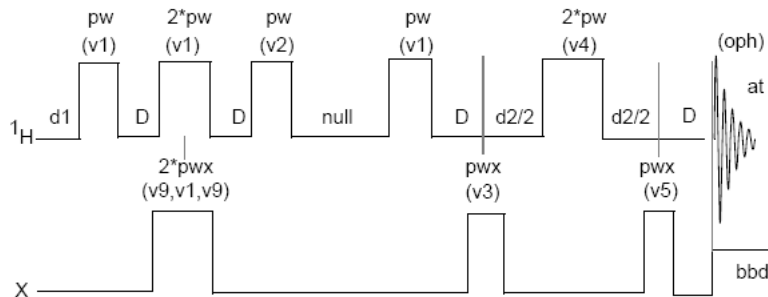 pw 2*pw pw pw 2*pw
(v1) (v1) (v2) (v1) (v4) (oph)
at
d1 D D null D d2/2 d2/2 D
1H
2*pwx pwx pwx
(v9,v1,v9) (v3) (v5)
bbd
X